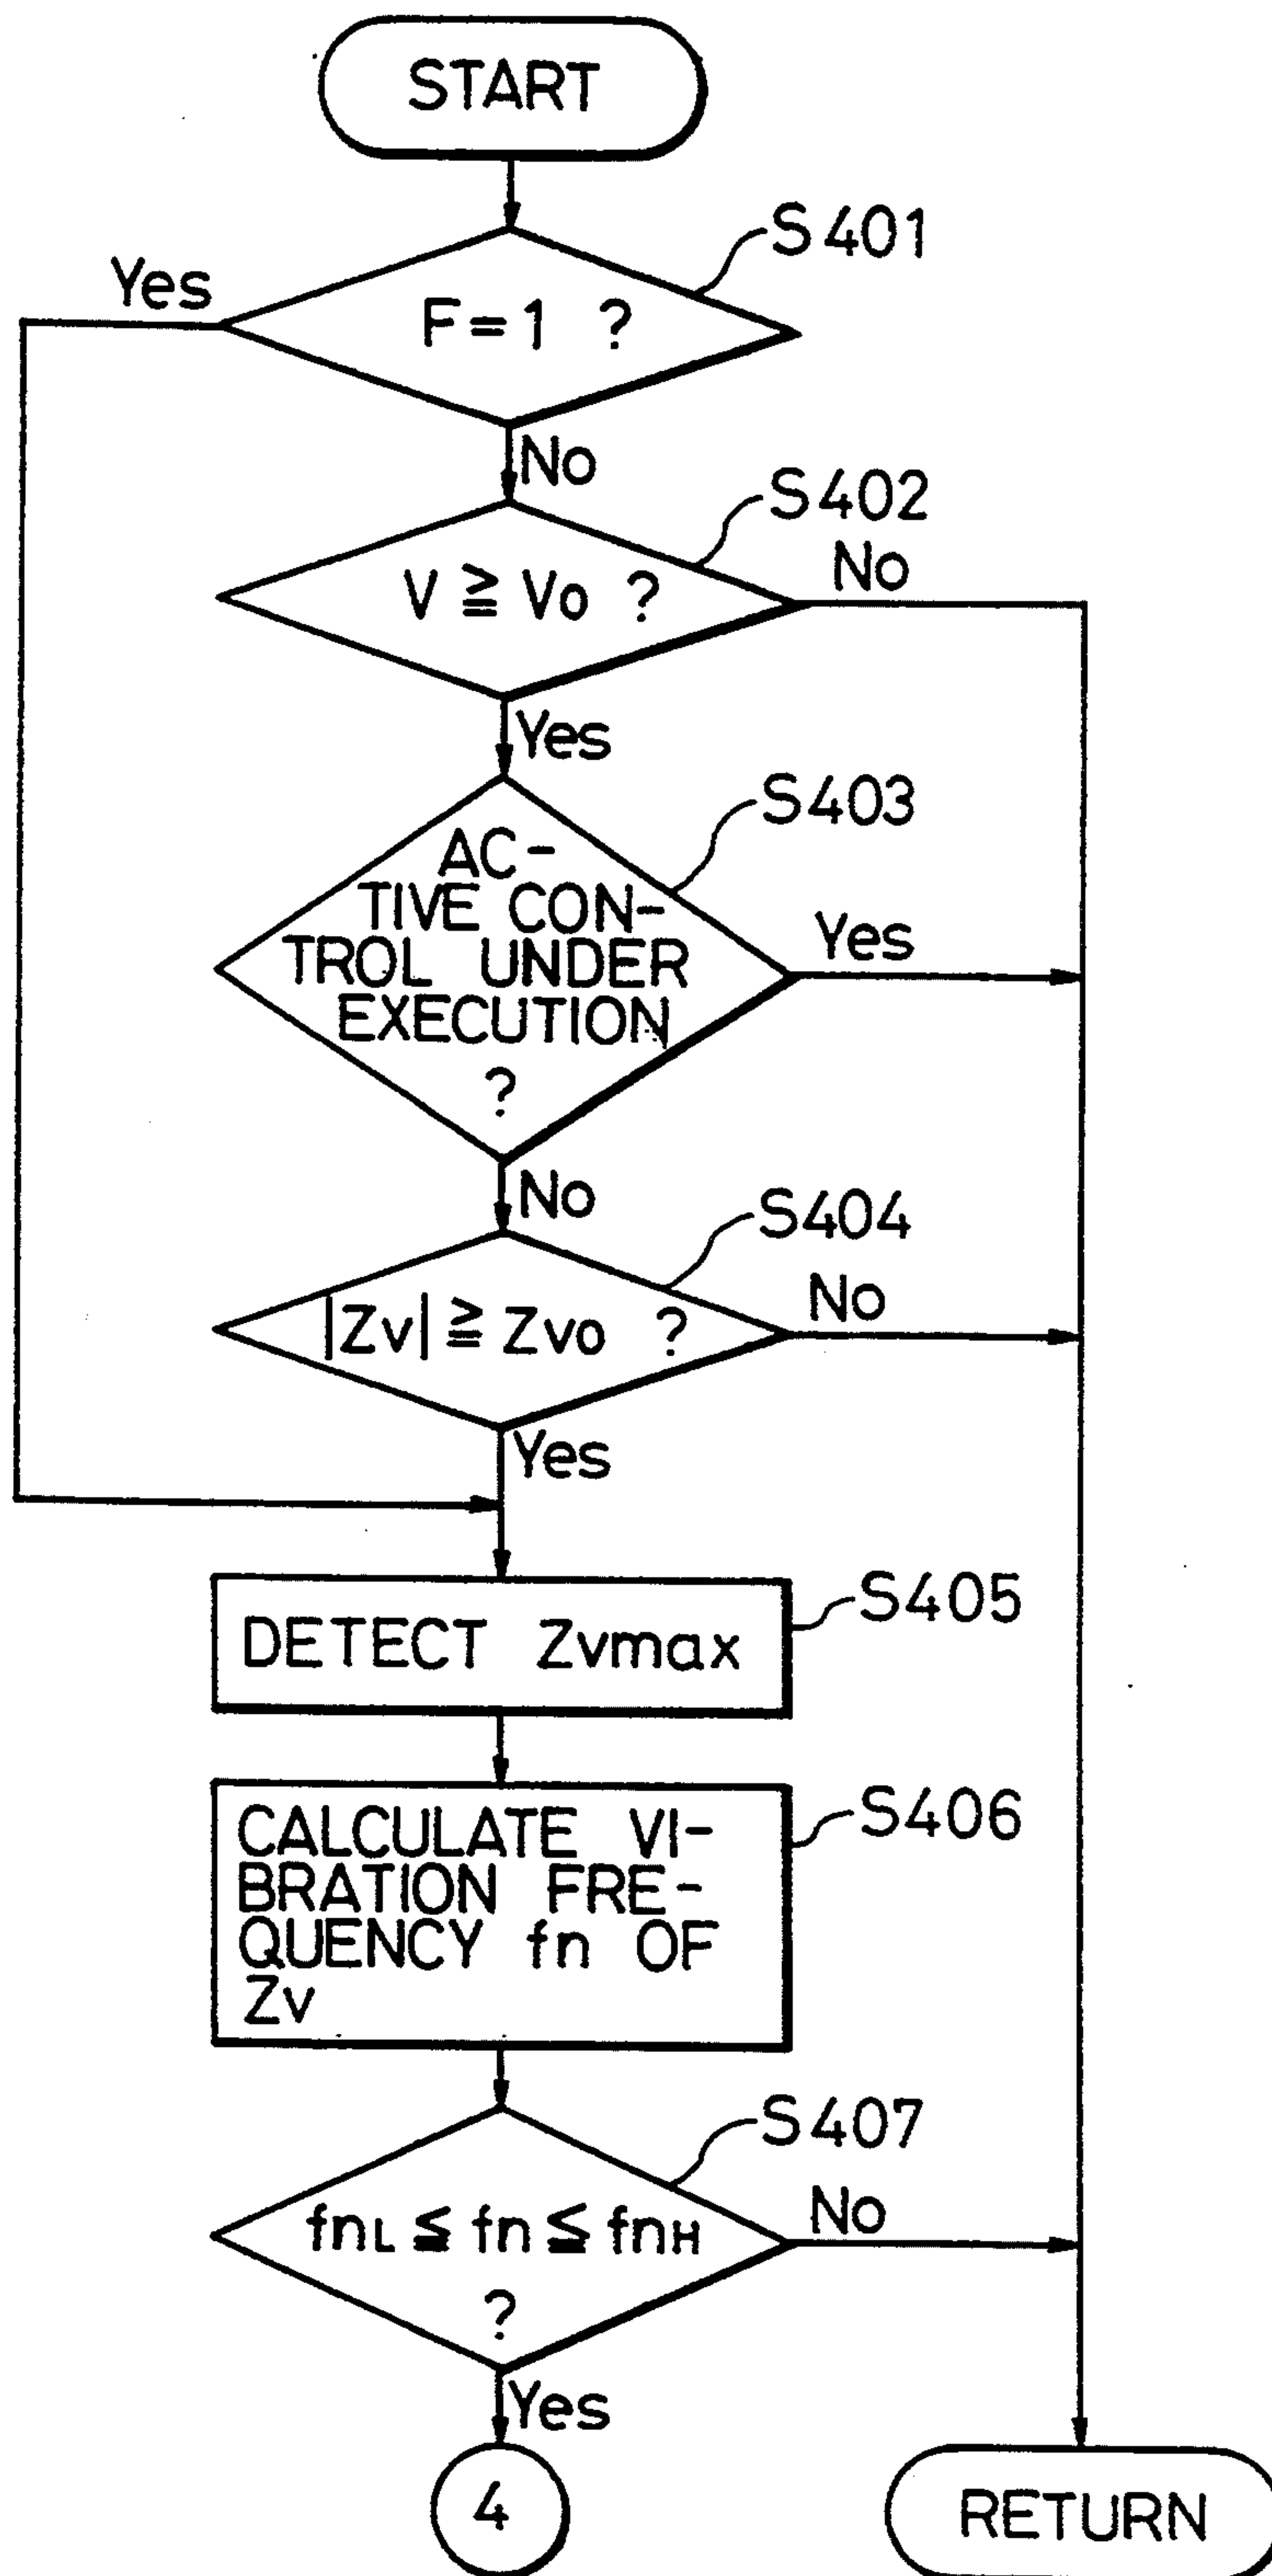 START
S401
Yes
F=1 ?
No
S402
V ≧ Vo ?
No
Yes
S403
AC-
TIVE CON-
TROL UNDER
EXECUTION
?
Yes
No
S404
|Zv| ≧ Zvo ?
No
Yes
S405
DETECT Zvmax
S406
CALCULATE VI-
BRATION FRE-
QUENCY fn OF
Zv
S407
fnL ≦ fn ≦ fnH
?
No
Yes
4
RETURN